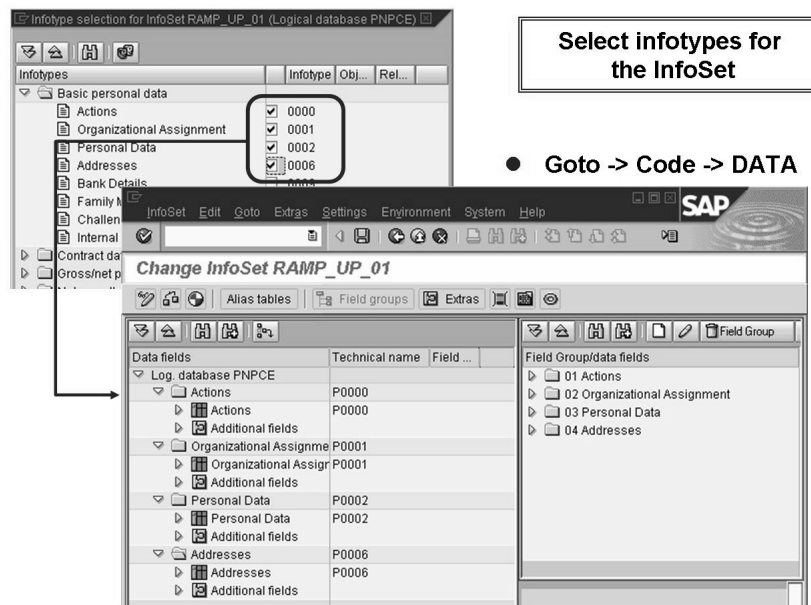 Infotype selection for InfoSet RAMP_UP_01 (Logical database PNPCE)
Select infotypes for
the InfoSet
Goto -> Code -> DATA
Infotypes Infotype Obj... Rel...
Basic personal data
Actions 0000
Organizational Assignment 0001
Personal Data 0002
Addresses 0006
Bank Details 0009
Family M
Challen
Internal
Contract da
Gross/net p
InfoSet Edit Goto Extras Settings Environment System Help
SAP
Change InfoSet RAMP_UP_01
Alias tables Field groups Extras
Field Group
Data fields Technical name Field ...
Log. database PNPCE
Actions P0000
Actions P0000
Additional fields
Organizational Assignme P0001
Organizational Assigr P0001
Additional fields
Personal Data P0002
Personal Data P0002
Additional fields
Addresses P0006
Addresses P0006
Additional fields
Field Group/data fields
01 Actions
02 Organizational Assignment
03 Personal Data
04 Addresses